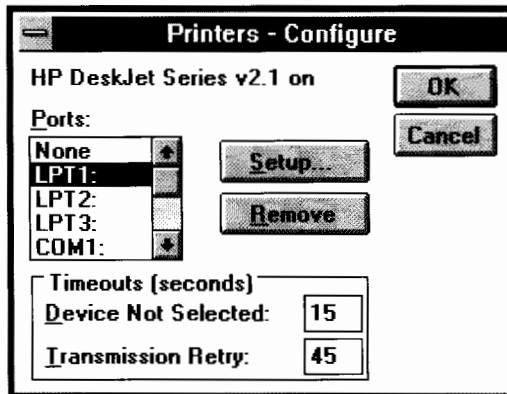 Printers - Configure
HP DeskJet Series v2.1 on
OK
Ports:
Cancel
None
LPT1:
LPT2:
LPT3:
COM1:
Setup...
Remove
Timeouts (seconds)
Device Not Selected: 15
Transmission Retry: 45